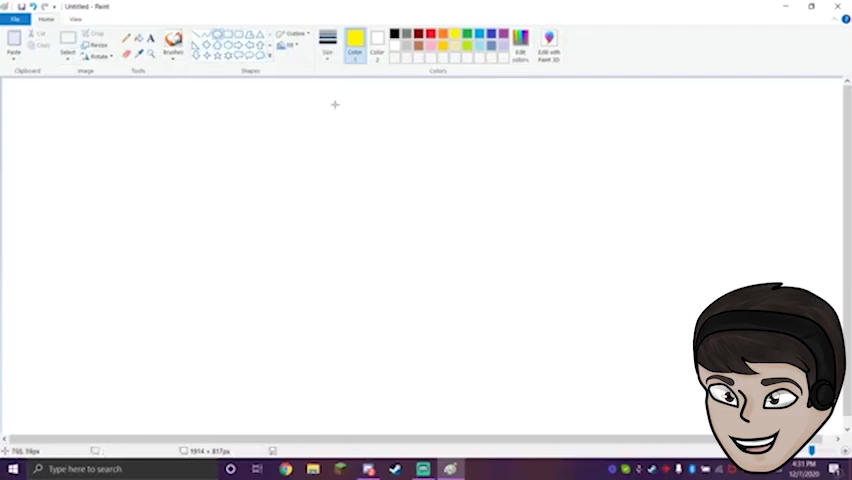 Untitled - Paint
File Home View
Paste
Cut
Copy
Clipboard
Select
Crop
Resize
Rotate
Image
A
Tools
Brushes
Outline
Fill
Shapes
Size
Color
1
Color
2
Edit
colors
Edit with
Paint 3D
Colors
1914 × 817px
Type here to search
4:31 PM
12/7/2020